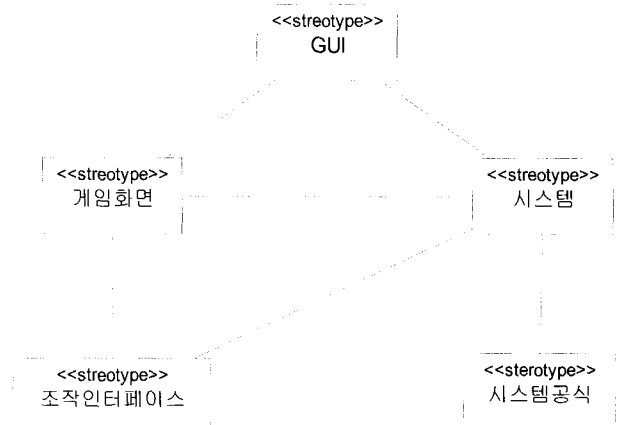 <<streotype>>
GUI
<<streotype>>
게임화면
<<streotype>>
시스템
<<streotype>>
조작인터페이스
<<sterotype>>
시스템공식